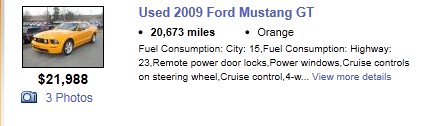 Used 2009 Ford Mustang GT
• 20,673 miles • Orange
Fuel Consumption: City: 15,Fuel Consumption: Highway:
23,Remote power door locks,Power windows,Cruise controls
on steering wheel,Cruise control,4-w... View more details
$21,988
3 Photos